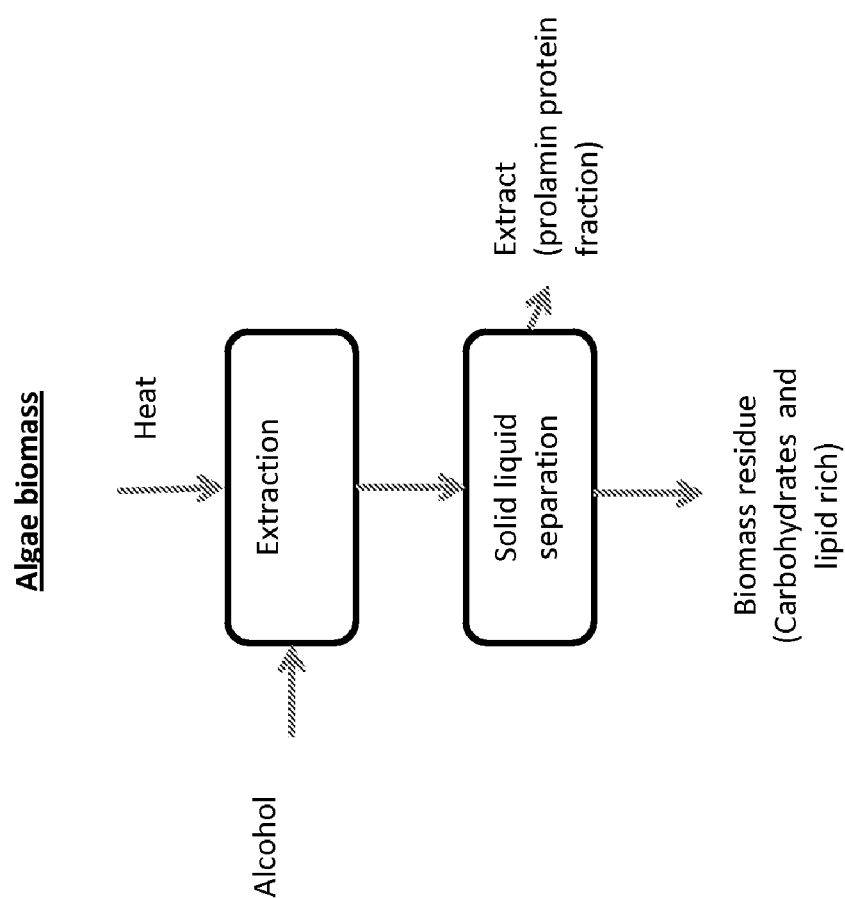 Algae biomass
Heat
Alcohol
Extraction
Solid liquid
separation
Extract
(prolamin protein
fraction)
Biomass residue
(Carbohydrates and
lipid rich)